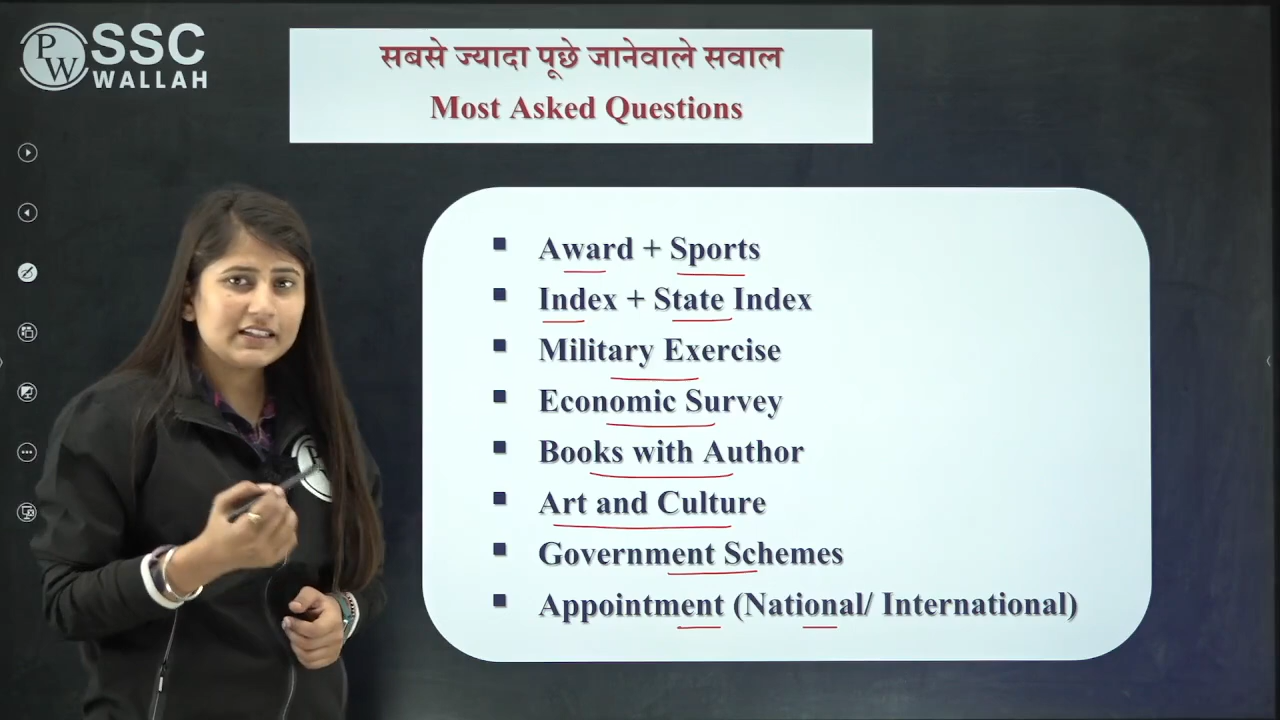 PW SSC
WALLAH
सबसे ज्यादा पूछे जानेवाले सवाल
Most Asked Questions
Award + Sports
Index + State Index
Military Exercise
Economic Survey
Books with Author
Art and Culture
Government Schemes
Appointment (National/ International)